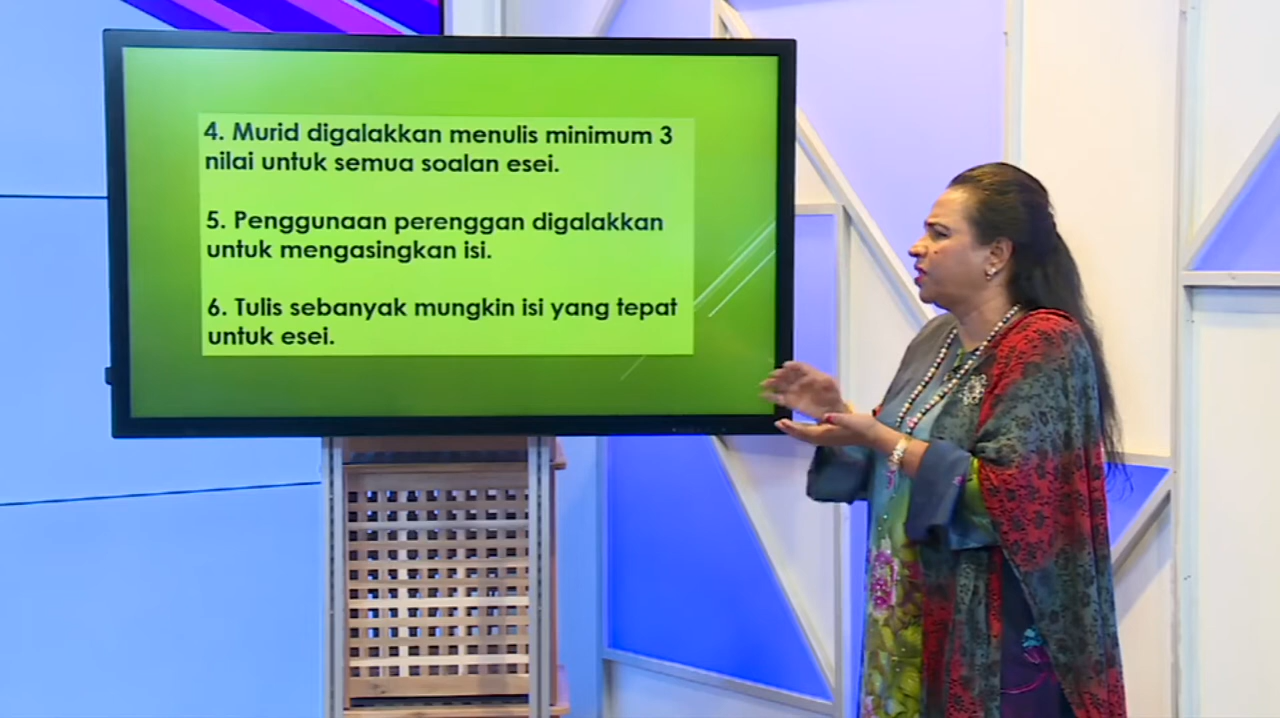 4. Murid digalakkan menulis minimum 3
nilai untuk semua soalan esei.
5. Penggunaan perenggan digalakkan
untuk mengasingkan isi.
6. Tulis sebanyak mungkin isi yang tepat
untuk esei.